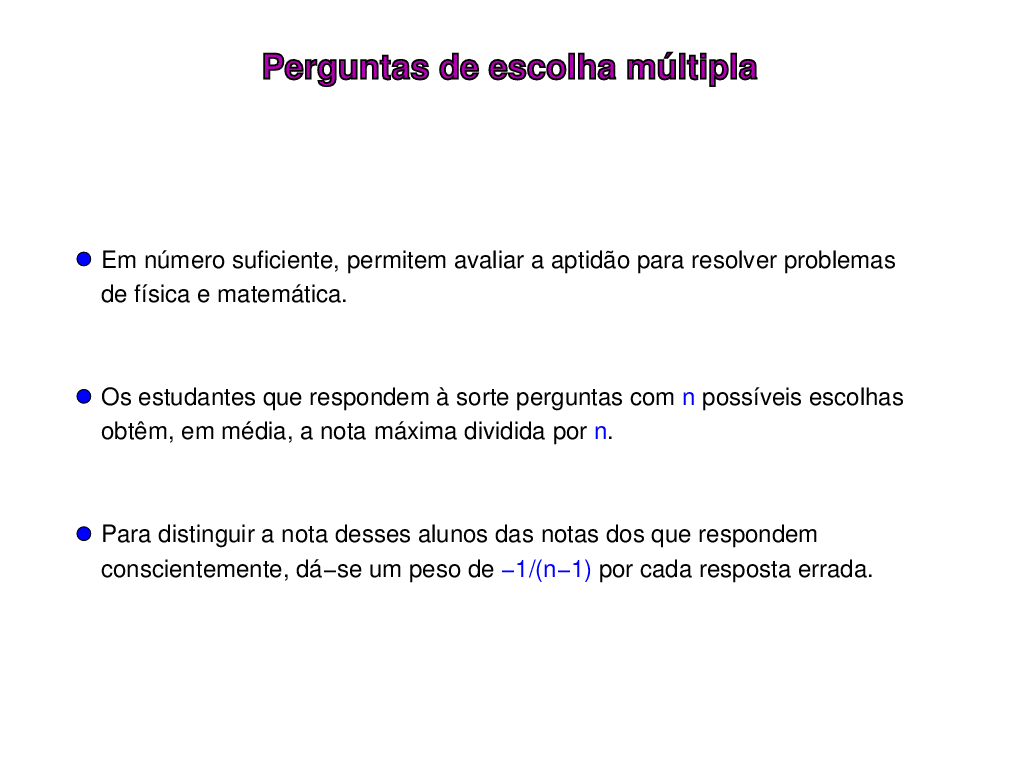 Perguntas de escolha múltipla
Em número suficiente, permitem avaliar a aptidão para resolver problemas
de física e matemática.
Os estudantes que respondem à sorte perguntas com n possíveis escolhas
obtêm, em média, a nota máxima dividida por n.
Para distinguir a nota desses alunos das notas dos que respondem
conscientemente, dá−se um peso de −1/(n−1) por cada resposta errada.